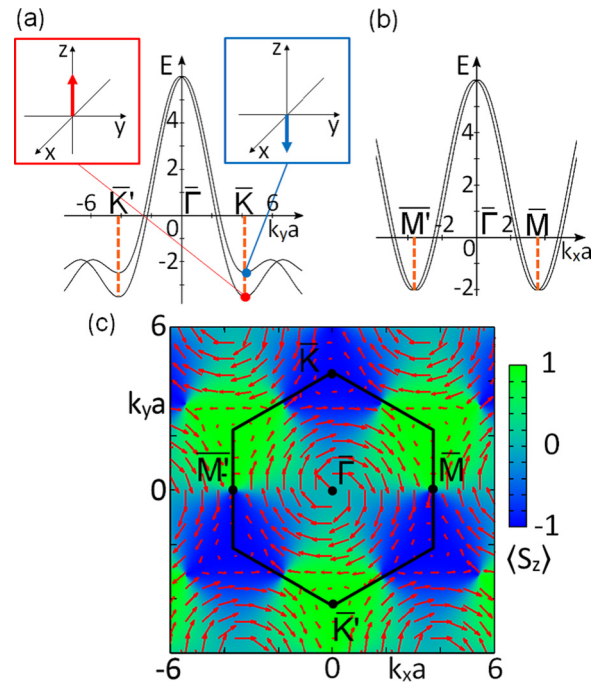 (a)
z
y
x
E
4
2
z
y
x
-6
K̅'
Γ̅
K̅
6
0
kya
-2
(b)
E
4
2
M̅'
-2
Γ̅
2
M̅
0
kxa
-2
(c)
6
K̅
kya
M̅'
Γ̅
M̅
0
K̅'
-6
0
kxa
6
1
0
-1
⟨Sz⟩